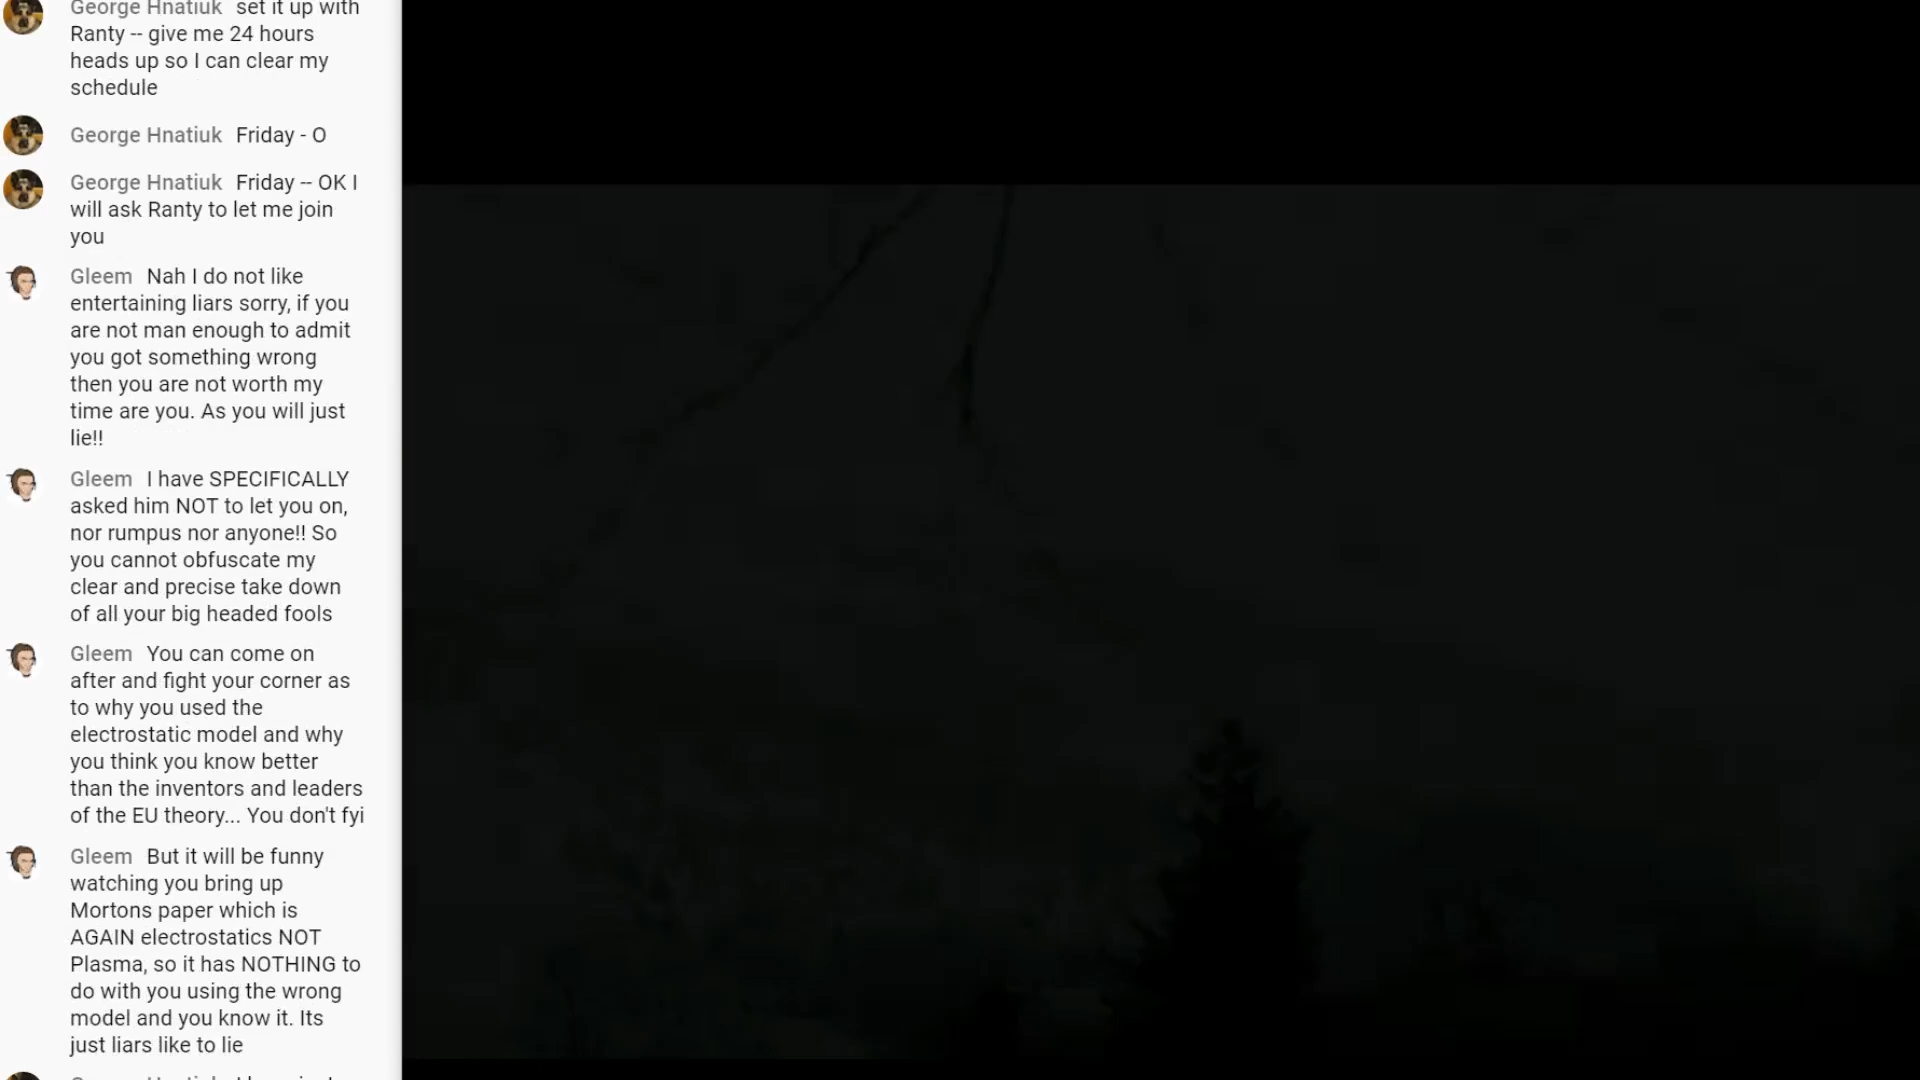 George Hnatiuk set it up with
Ranty -- give me 24 hours
heads up so I can clear my
schedule
George Hnatiuk Friday - O
George Hnatiuk Friday -- OK I
will ask Ranty to let me join
you
Gleem Nah I do not like
entertaining liars sorry, if you
are not man enough to admit
you got something wrong
then you are not worth my
time are you. As you will just
lie!!
Gleem I have SPECIFICALLY
asked him NOT to let you on,
nor rumpus nor anyone!! So
you cannot obfuscate my
clear and precise take down
of all your big headed fools
Gleem You can come on
after and fight your corner as
to why you used the
electrostatic model and why
you think you know better
than the inventors and leaders
of the EU theory... You don't fyi
Gleem But it will be funny
watching you bring up
Mortons paper which is
AGAIN electrostatics NOT
Plasma, so it has NOTHING to
do with you using the wrong
model and you know it. Its
just liars like to lie